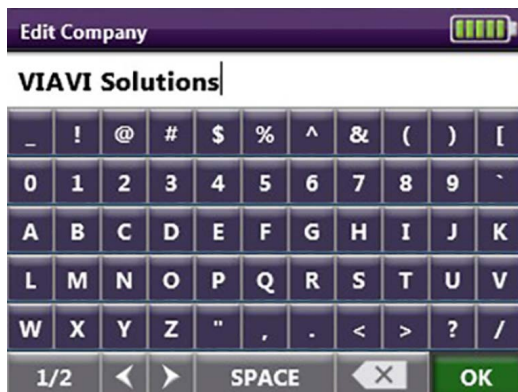 Edit Company
VIAVI Solutions
_ ! @ # $ % ^ & ( ) [
0 1 2 3 4 5 6 7 8 9 `
A B C D E F G H I J K
L M N O P Q R S T U V
W X Y Z " , . < > ? /
1/2 SPACE OK